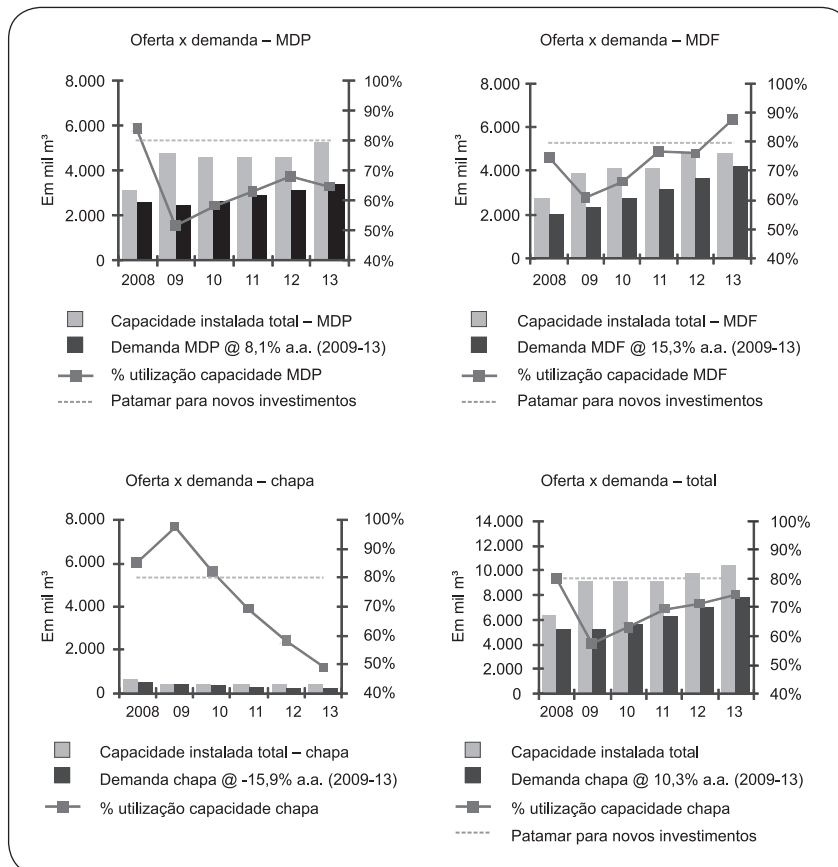 Oferta x demanda – MDP
Em mil m³
8.000
6.000
4.000
2.000
0
100%
90%
80%
70%
60%
50%
40%
2008 09 10 11 12 13
Capacidade instalada total – MDP
Demanda MDP @ 8,1% a.a. (2009-13)
% utilização capacidade MDP
Patamar para novos investimentos
Oferta x demanda – MDF
Em mil m³
8.000
6.000
4.000
2.000
0
100%
90%
80%
70%
60%
50%
40%
2008 09 10 11 12 13
Capacidade instalada total – MDF
Demanda MDF @ 15,3% a.a. (2009-13)
% utilização capacidade MDF
Patamar para novos investimentos
Oferta x demanda – chapa
Em mil m³
8.000
6.000
4.000
2.000
0
100%
90%
80%
70%
60%
50%
40%
2008 09 10 11 12 13
Capacidade instalada total – chapa
Demanda chapa @ -15,9% a.a. (2009-13)
% utilização capacidade chapa
Oferta x demanda – total
Em mil m³
14.000
12.000
10.000
8.000
6.000
4.000
2.000
0
100%
90%
80%
70%
60%
50%
40%
2008 09 10 11 12 13
Capacidade instalada total
Demanda chapa @ 10,3% a.a. (2009-13)
% utilização capacidade chapa
Patamar para novos investimentos